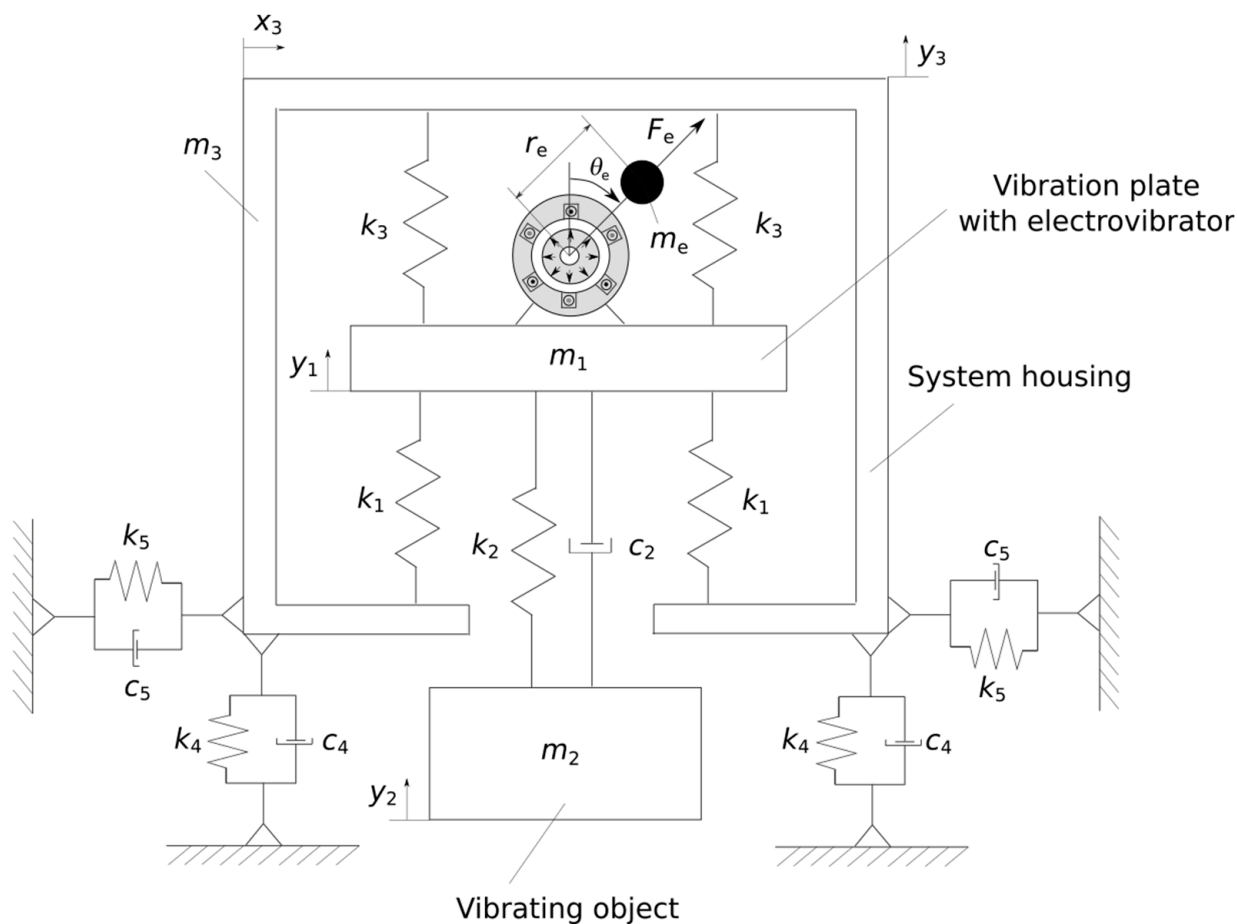 x₃
y₃
m₃
rₑ
Fₑ
θₑ
mₑ
k₃
k₃
Vibration plate
with electrovibrator
m₁
y₁
System housing
k₁
k₁
k₂
c₂
k₅
c₅
c₅
k₅
k₄
c₄
k₄
c₄
m₂
y₂
Vibrating object